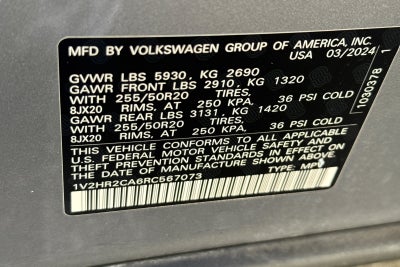 MFD BY VOLKSWAGEN GROUP OF AMERICA, INC.
USA 03/2024
GVWR LBS 5930, KG 2690
GAWR FRONT LBS 2910, KG 1320
WITH 255/50R20
8JX20 RIMS. AT 250 KPA. 36 PSI COLD
GAWR REAR LBS 3131, KG 1420
WITH 255/50R20
8JX20 RIMS. AT 250 KPA. 36 PSI COLD
THIS VEHICLE CONFORMS TO ALL APPLICABLE
U.S. FEDERAL MOTOR VEHICLE SAFETY AND
THEFT PREVENTION STANDARDS IN EFFECT ON
THE DATE OF MANUFACTURE SHOWN ABOVE.
1V2HR2CA6RC567073 TYPE: MPV
1030378 1